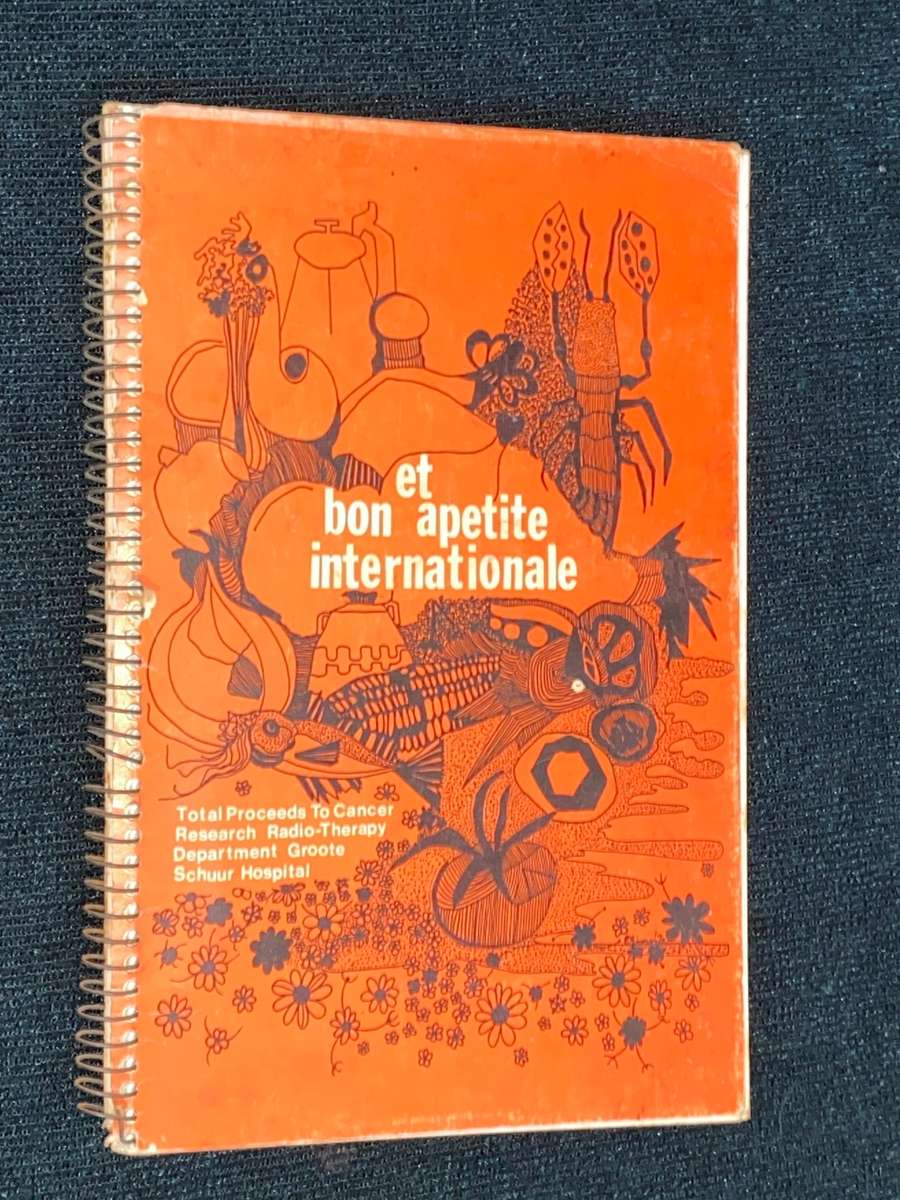 et
bon apetite
internationale
Total Proceeds To Cancer
Research Radio-Therapy
Department Groote
Schuur Hospital